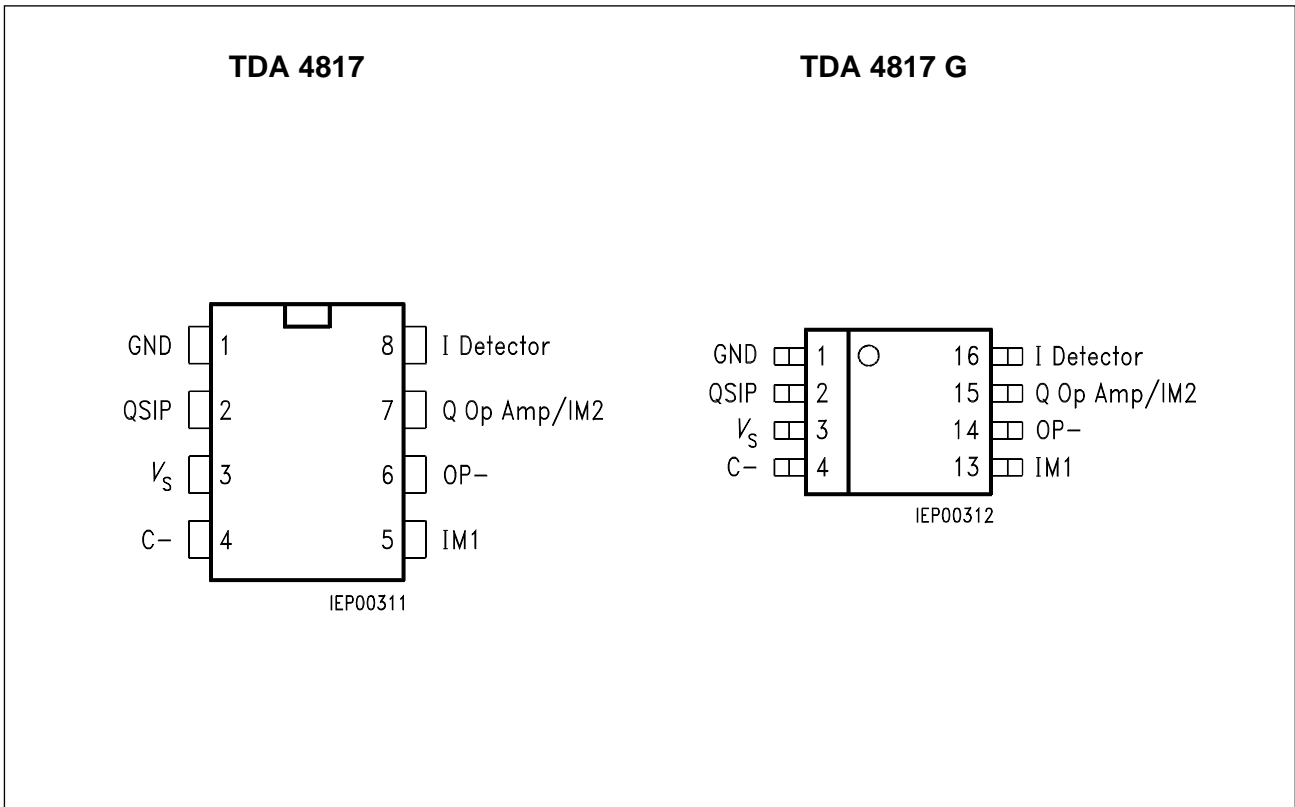 TDA 4817
TDA 4817 G
GND 1 8 I Detector
QSIP 2 7 Q Op Amp/IM2
VS 3 6 OP–
C– 4 5 IM1
IEP00311
GND 1 16 I Detector
QSIP 2 15 Q Op Amp/IM2
VS 3 14 OP–
C– 4 13 IM1
IEP00312